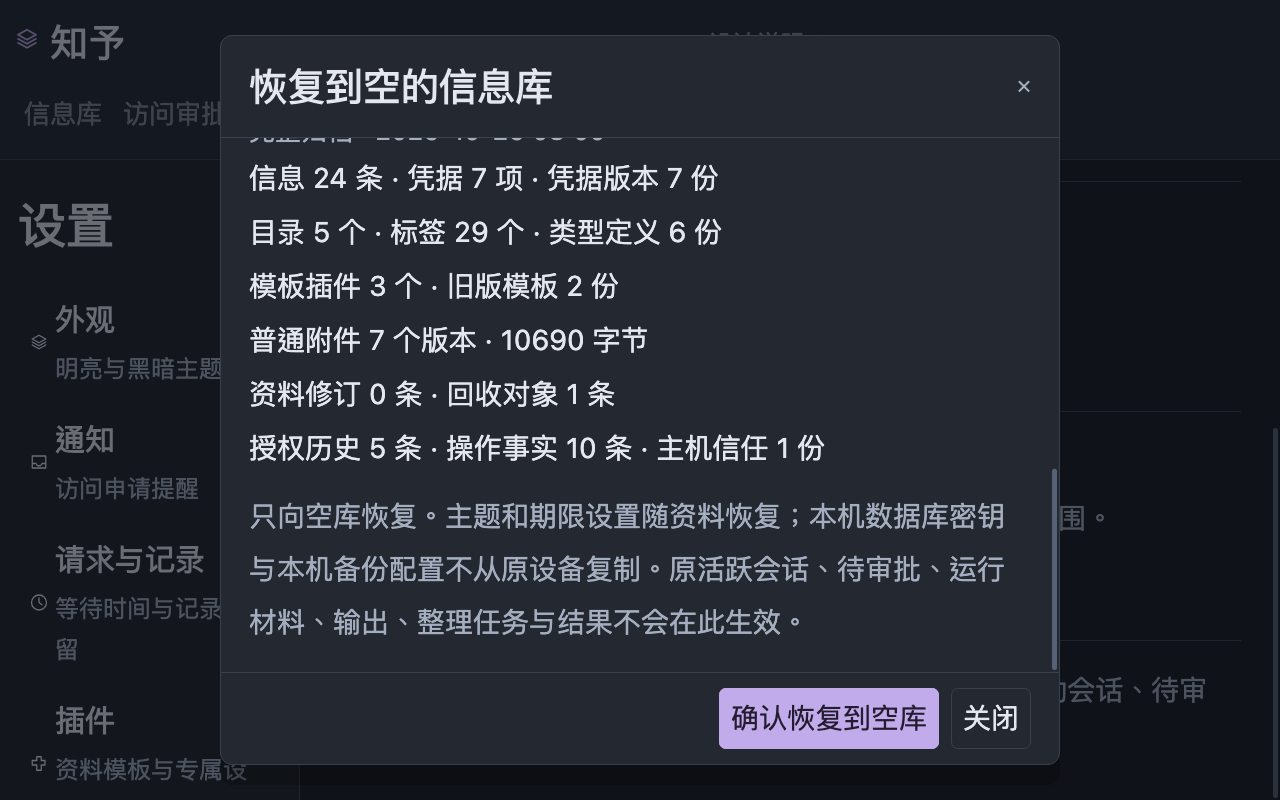 知予
信息库 访问审批
设置
外观
明亮与黑暗主题
通知
访问申请提醒
请求与记录
等待时间与记录
留
插件
资料模板与专属设
恢复到空的信息库
×
信息 24 条 · 凭据 7 项 · 凭据版本 7 份
目录 5 个 · 标签 29 个 · 类型定义 6 份
模板插件 3 个 · 旧版模板 2 份
普通附件 7 个版本 · 10690 字节
资料修订 0 条 · 回收对象 1 条
授权历史 5 条 · 操作事实 10 条 · 主机信任 1 份
只向空库恢复。主题和期限设置随资料恢复；本机数据库密钥
与本机备份配置不从原设备复制。原活跃会话、待审批、运行
材料、输出、整理任务与结果不会在此生效。
确认恢复到空库 关闭
围。
会话、待审